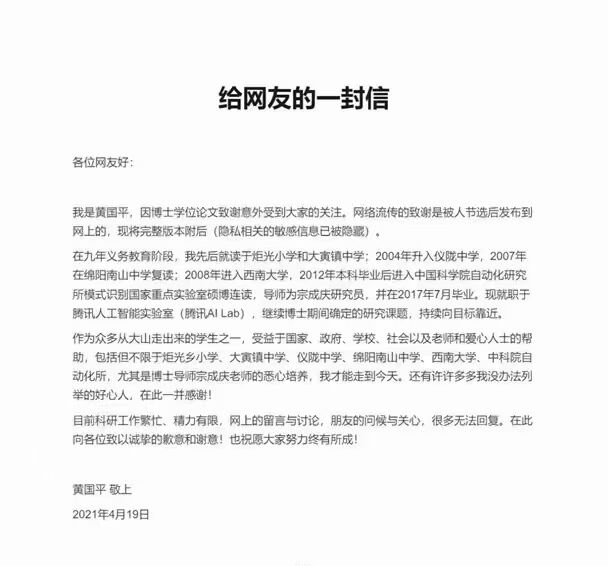 给网友的一封信
各位网友好：
我是黄国平，因博士学位论文致谢意外受到大家的关注。网络流传的致谢是被人节选后发布到
网上的，现将完整版本附后（隐私相关的敏感信息已被隐藏）。
在九年义务教育阶段，我先后就读于炬光小学和大寅镇中学；2004年升入仪陇中学，2007年
在绵阳南山中学复读；2008年进入西南大学，2012年本科毕业后进入中国科学院自动化研究
所模式识别国家重点实验室硕博连读，导师为宗成庆研究员，并在2017年7月毕业。现就职于
腾讯人工智能实验室（腾讯AI Lab），继续博士期间确定的研究课题，持续向目标靠近。
作为众多从大山走出来的学生之一，受益于国家、政府、学校、社会以及老师和爱心人士的帮
助，包括但不限于炬光乡小学、大寅镇中学、仪陇中学、绵阳南山中学、西南大学、中科院自
动化所，尤其是博士导师宗成庆老师的悉心培养，我才能走到今天。还有许许多多我没办法列
举的好心人，在此一并感谢！
目前科研工作繁忙、精力有限，网上的留言与讨论，朋友的问候与关心，很多无法回复。在此
向各位致以诚挚的歉意和谢意！也祝愿大家努力终有所成！
黄国平 敬上
2021年4月19日